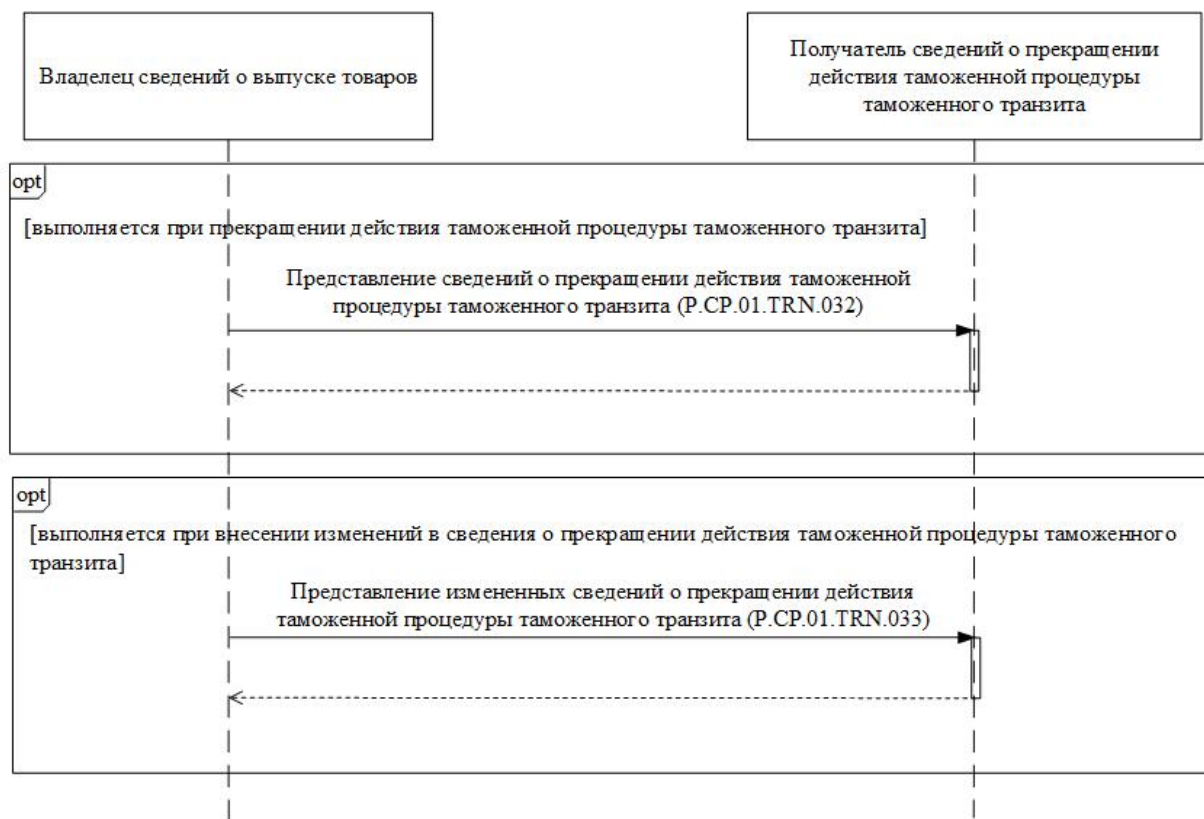 Владелец сведений о выпуске товаров
Получатель сведений о прекращении
действия таможенной процедуры
таможенного транзита
opt
[выполняется при прекращении действия таможенной процедуры таможенного транзита]
Представление сведений о прекращении действия таможенной
процедуры таможенного транзита (P.CP.01.TRN.032)
opt
[выполняется при внесении изменений в сведения о прекращении действия таможенной процедуры таможенного
транзита]
Представление измененных сведений о прекращении действия
таможенной процедуры таможенного транзита (P.CP.01.TRN.033)